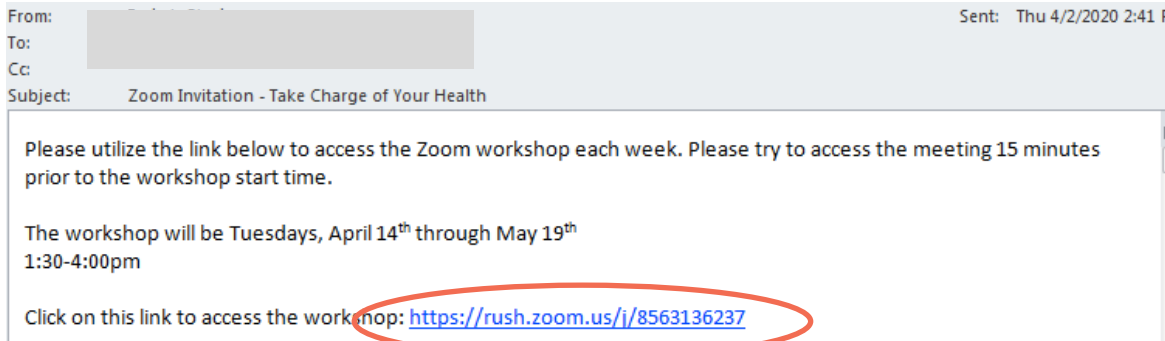 From:
Sent: Thu 4/2/2020 2:41
To:
Cc:
Subject: Zoom Invitation - Take Charge of Your Health
Please utilize the link below to access the Zoom workshop each week. Please try to access the meeting 15 minutes
prior to the workshop start time.
The workshop will be Tuesdays, April 14th through May 19th
1:30-4:00pm
Click on this link to access the workshop: https://rush.zoom.us/j/8563136237